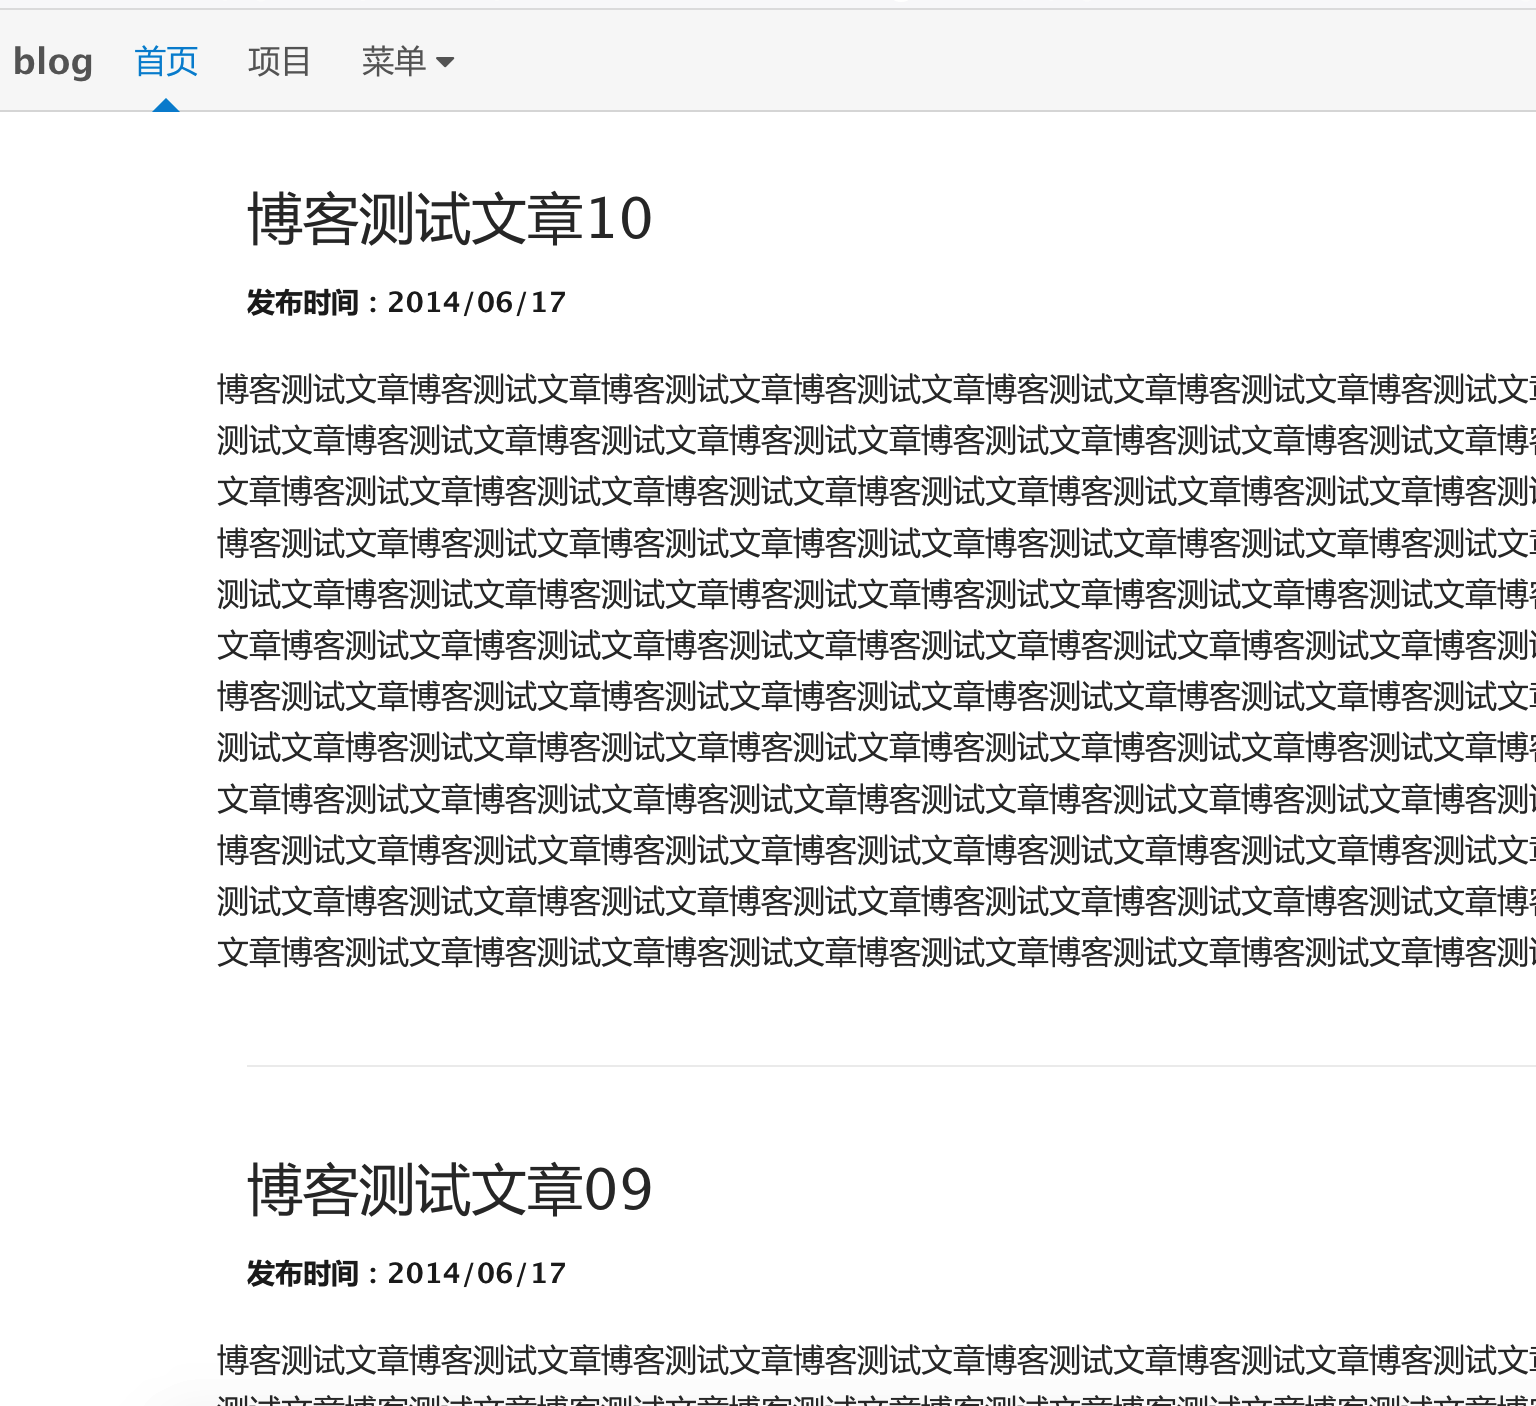 blog 首页 项目 菜单
博客测试文章10
发布时间：2014/06/17
博客测试文章博客测试文章博客测试文章博客测试文章博客测试文章博客测试文章博客测试文
测试文章博客测试文章博客测试文章博客测试文章博客测试文章博客测试文章博客测试文章博
文章博客测试文章博客测试文章博客测试文章博客测试文章博客测试文章博客测试文章博客测
博客测试文章博客测试文章博客测试文章博客测试文章博客测试文章博客测试文章博客测试文
测试文章博客测试文章博客测试文章博客测试文章博客测试文章博客测试文章博客测试文章博
文章博客测试文章博客测试文章博客测试文章博客测试文章博客测试文章博客测试文章博客测
博客测试文章博客测试文章博客测试文章博客测试文章博客测试文章博客测试文章博客测试文
测试文章博客测试文章博客测试文章博客测试文章博客测试文章博客测试文章博客测试文章博
文章博客测试文章博客测试文章博客测试文章博客测试文章博客测试文章博客测试文章博客测
博客测试文章博客测试文章博客测试文章博客测试文章博客测试文章博客测试文章博客测试文
测试文章博客测试文章博客测试文章博客测试文章博客测试文章博客测试文章博客测试文章博
文章博客测试文章博客测试文章博客测试文章博客测试文章博客测试文章博客测试文章博客测
博客测试文章09
发布时间：2014/06/17
博客测试文章博客测试文章博客测试文章博客测试文章博客测试文章博客测试文章博客测试文